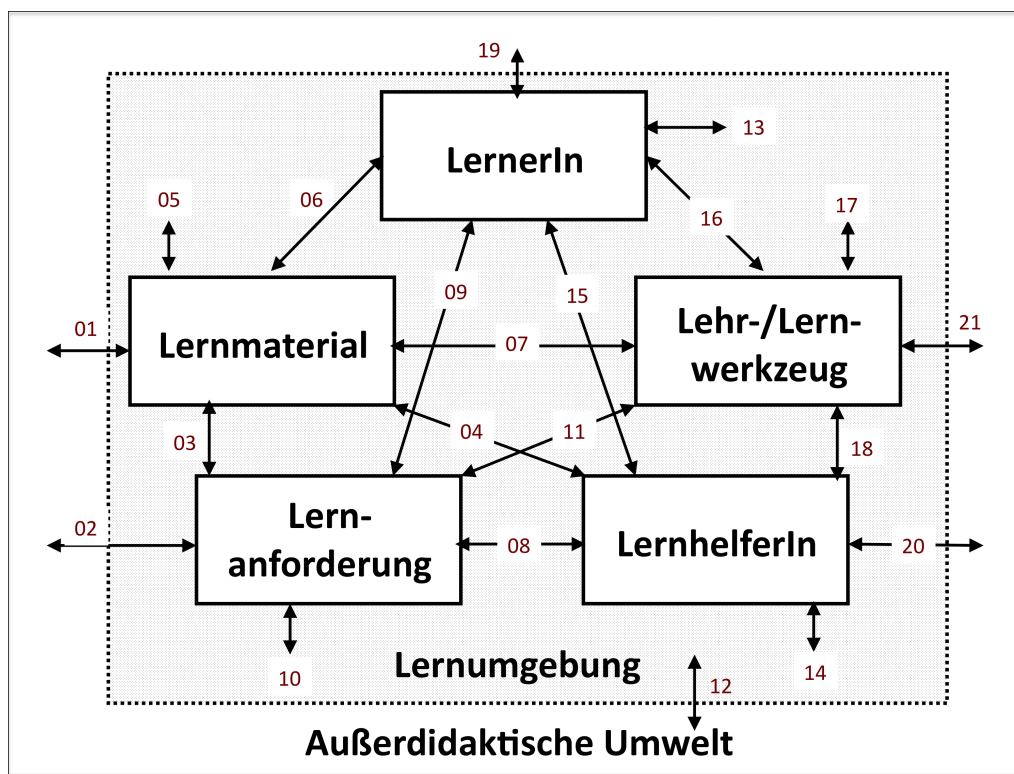 19
LernerIn
13
05
06
16
17
09
15
01
Lernmaterial
07
Lehr-/Lern-
werkzeug
21
03
04
11
18
02
Lern-
anforderung
08
LernhelferIn
20
10
Lernumgebung
12
14
Außerdidaktische Umwelt